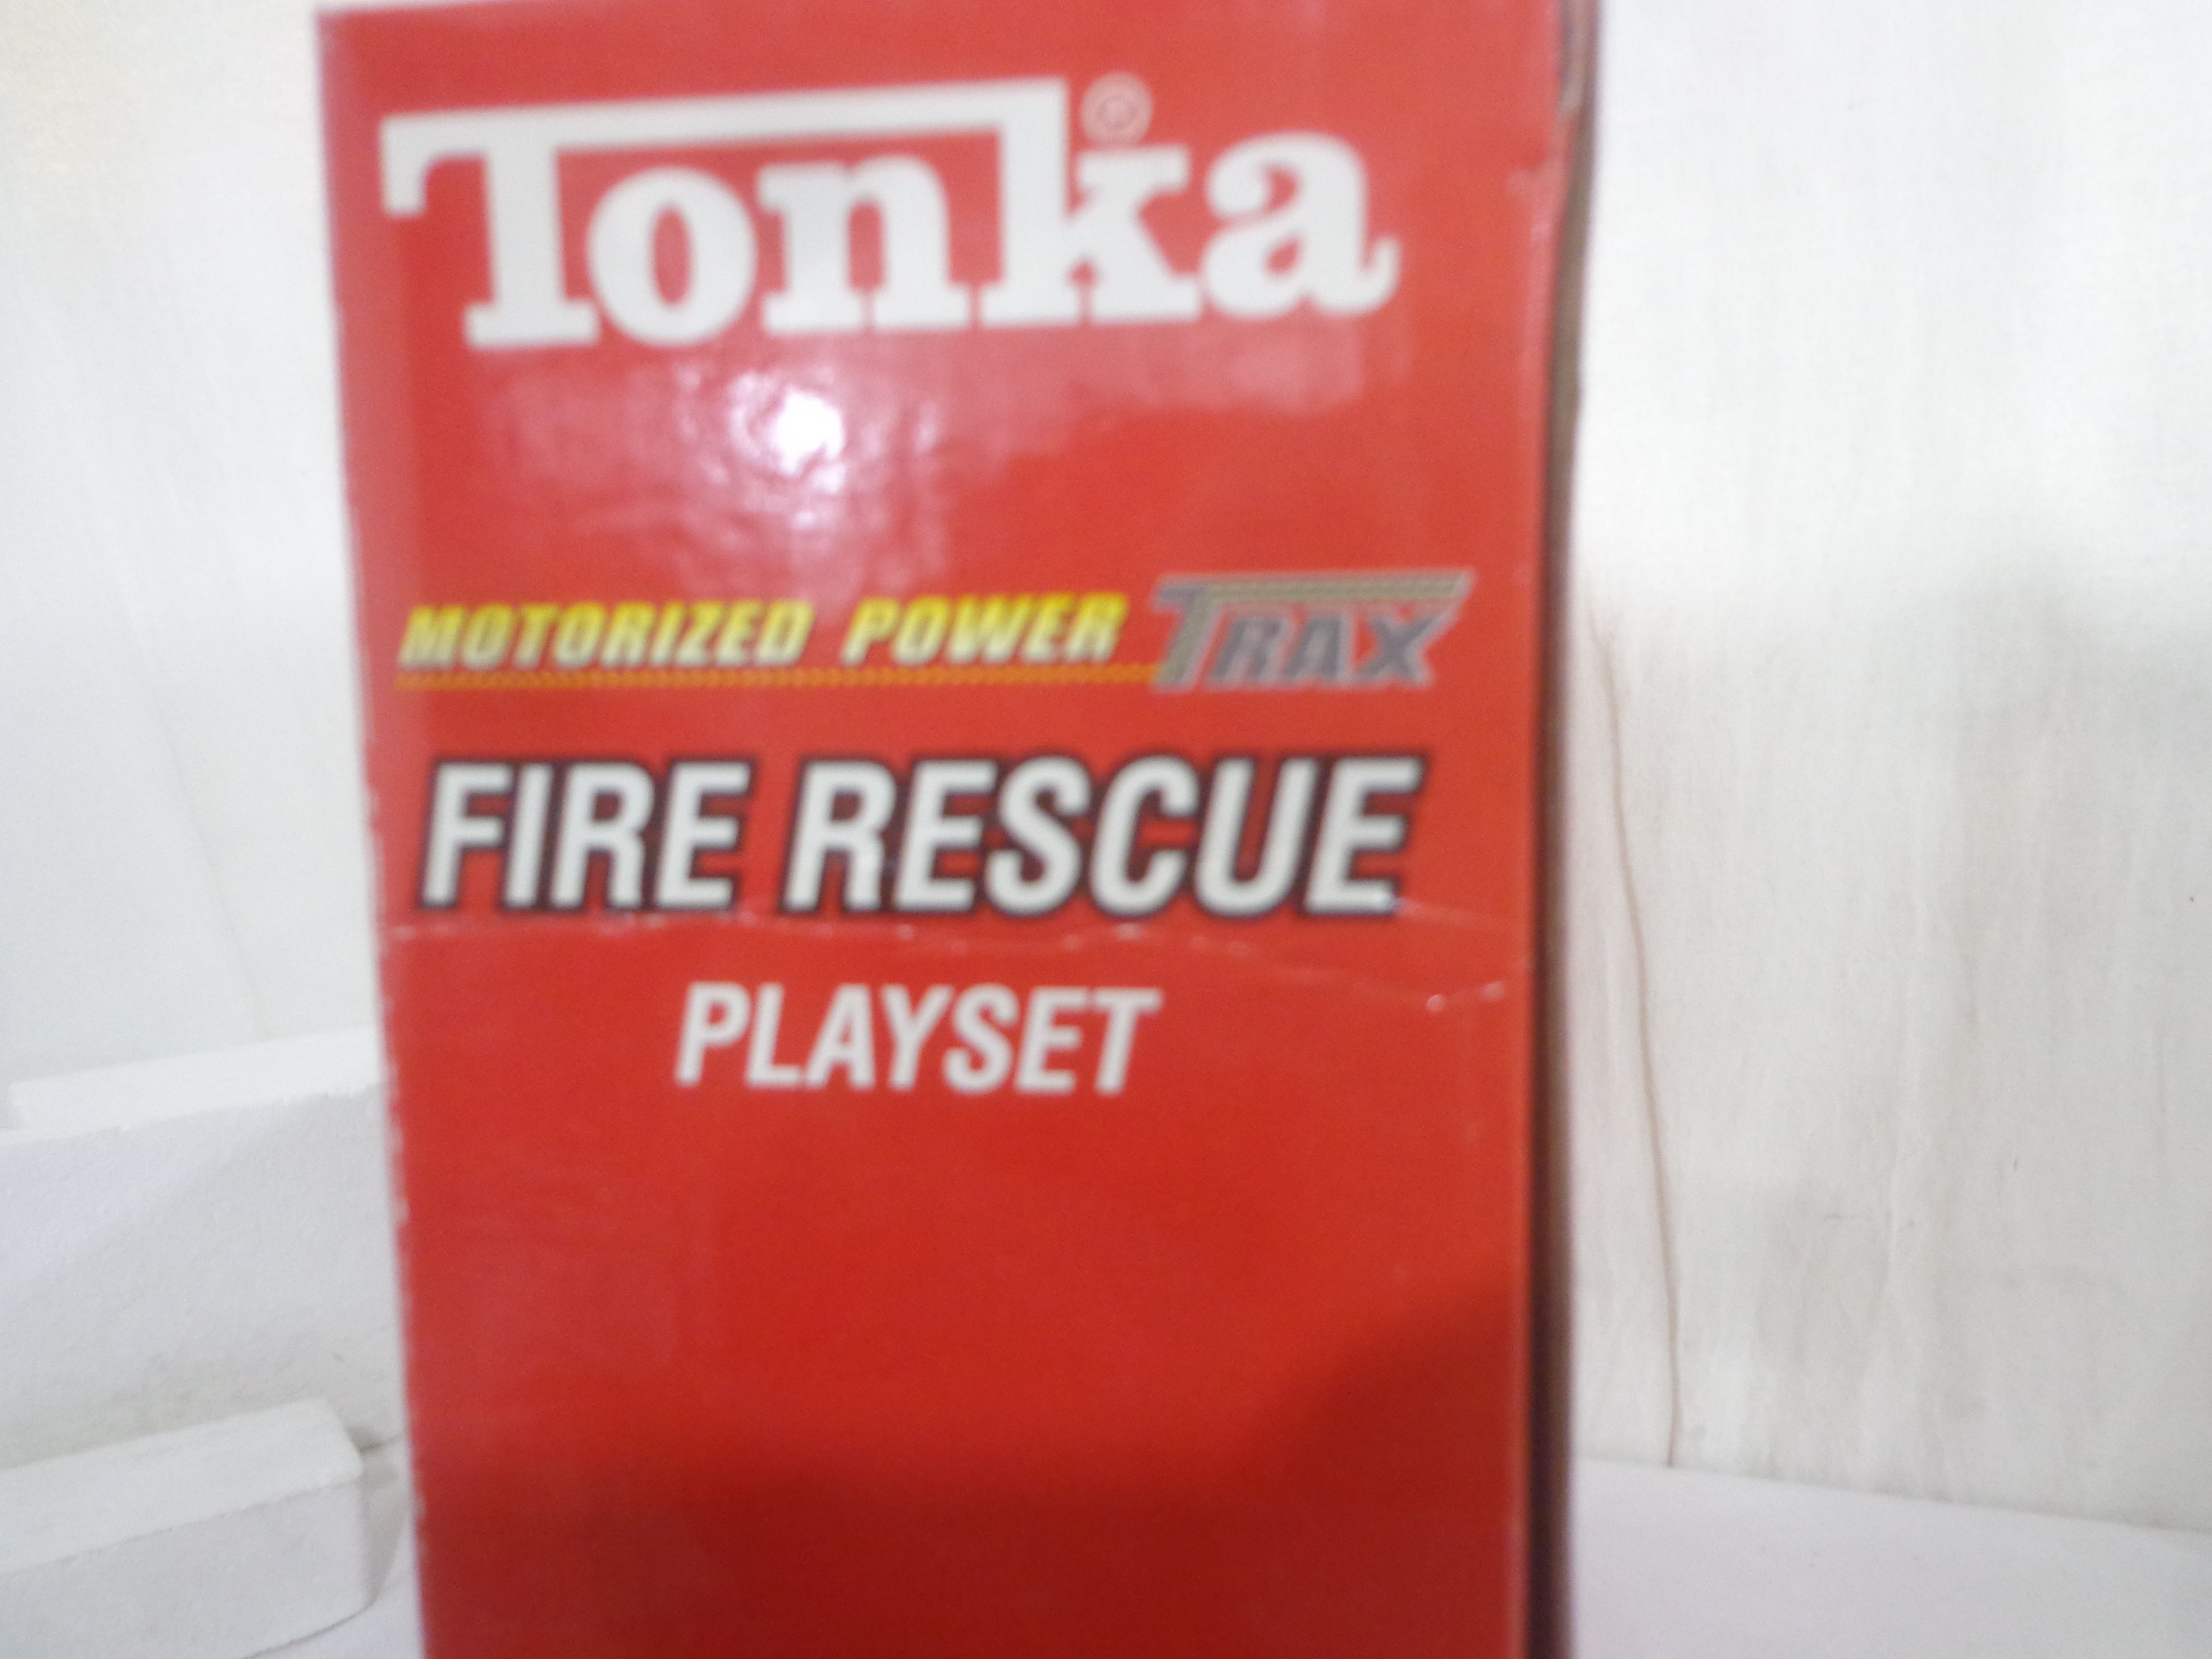 Tonka®
MOTORIZED POWER TRAX
FIRE RESCUE
PLAYSET